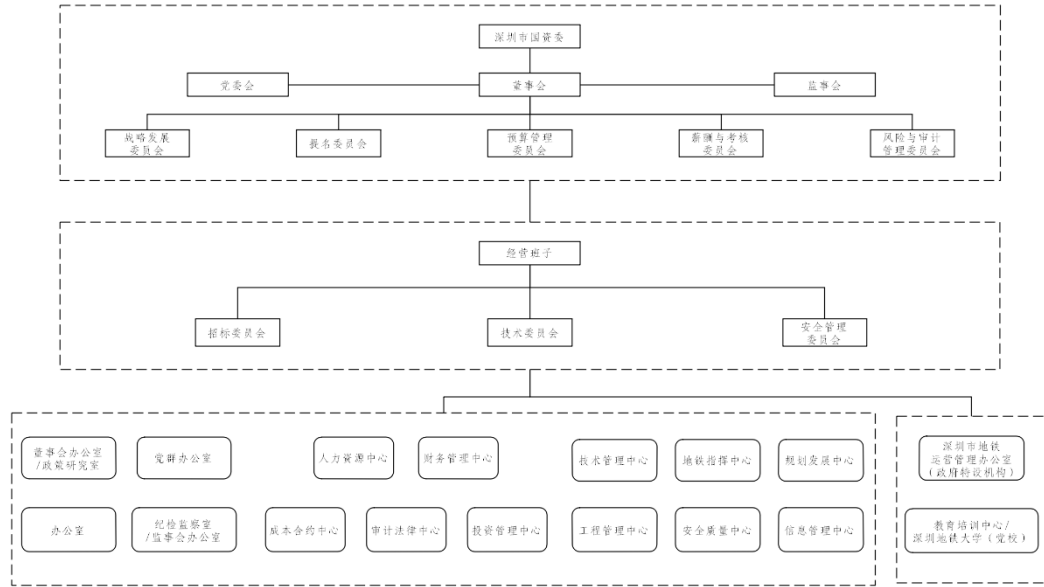 深圳市国资委
党委会
董事会
监事会
战略发展
委员会
提名委员会
预算管理
委员会
薪酬与考核
委员会
风险与审计
管理委员会
经营班子
招标委员会
技术委员会
安全管理
委员会
董事会办公室
/政策研究室
党群办公室
人力资源中心
财务管理中心
技术管理中心
地铁指挥中心
规划发展中心
深圳市地铁
运营管理办公室
(政府特设机构)
办公室
纪检监察室
/监事会办公室
成本合约中心
审计法律中心
投资管理中心
工程管理中心
安全质量中心
信息管理中心
教育培训中心/
深圳地铁大学(党校)